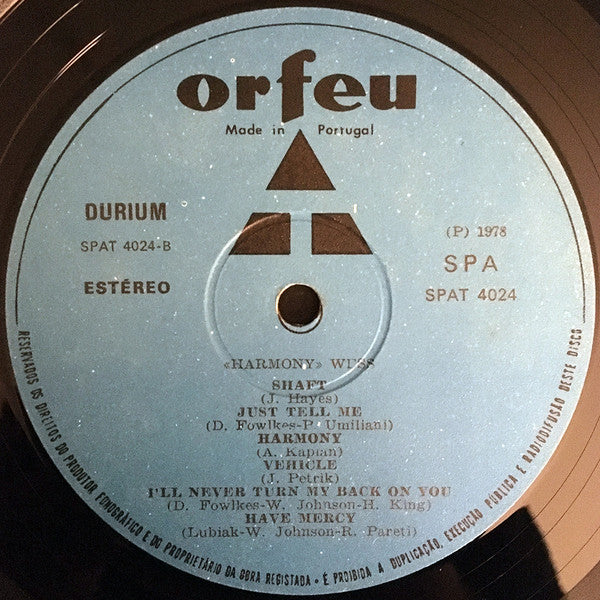 orfeu
Made in Portugal
DURIUM
SPAT 4024-B
ESTÉREO
(P) 1978
SPA
SPAT 4024
«HARMONY» WUSS
SHAFT
(J. Hayes)
JUST TELL ME
(D. Fowlkes-P. Umiliani)
HARMONY
(A. Kaplan)
VEHICLE
(J. Petrik)
I'LL NEVER TURN MY BACK ON YOU
(D. Fowlkes-W. Johnson-H. King)
HAVE MERCY
(Lubiak-W. Johnson-R. Pareti)
RESERVADOS OS DIREITOS DO PRODUTOR FONOGRÁFICO E DO PROPRIETÁRIO DA OBRA REGISTADA • É PROIBIDA A DUPLICAÇÃO, EXECUÇÃO PÚBLICA E RADIODIFUSÃO DESTE DISCO